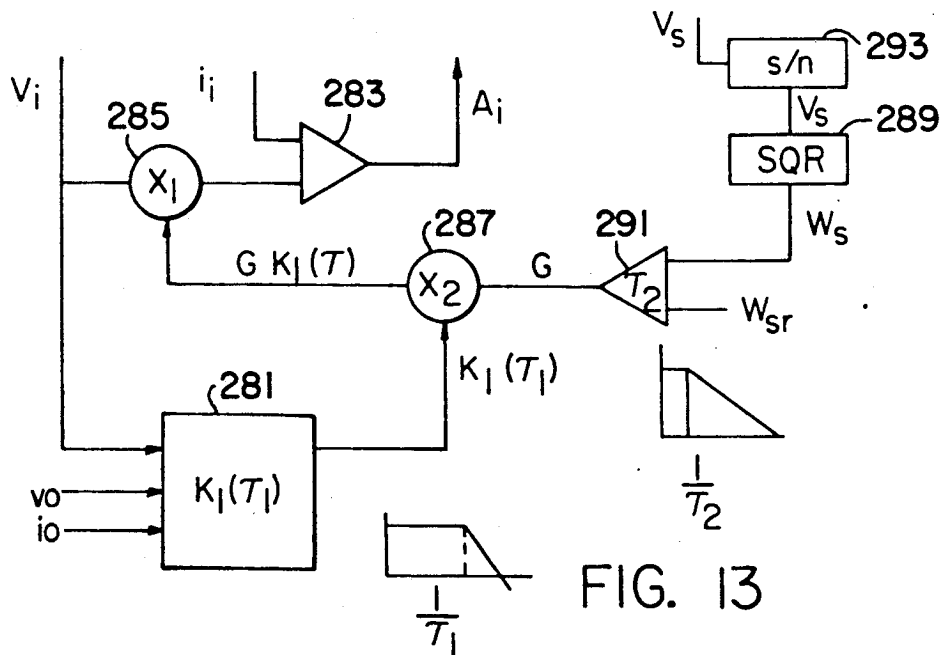 Vs
293
s/n
Vi
ii
283
Ai
285
Vs
289
SQR
X1
Ws
287
291
G K1(τ)
X2
G
τ2
Wsr
K1(τ1)
281
K1(τ1)
vo
io
1/τ2
1/τ1
FIG. 13